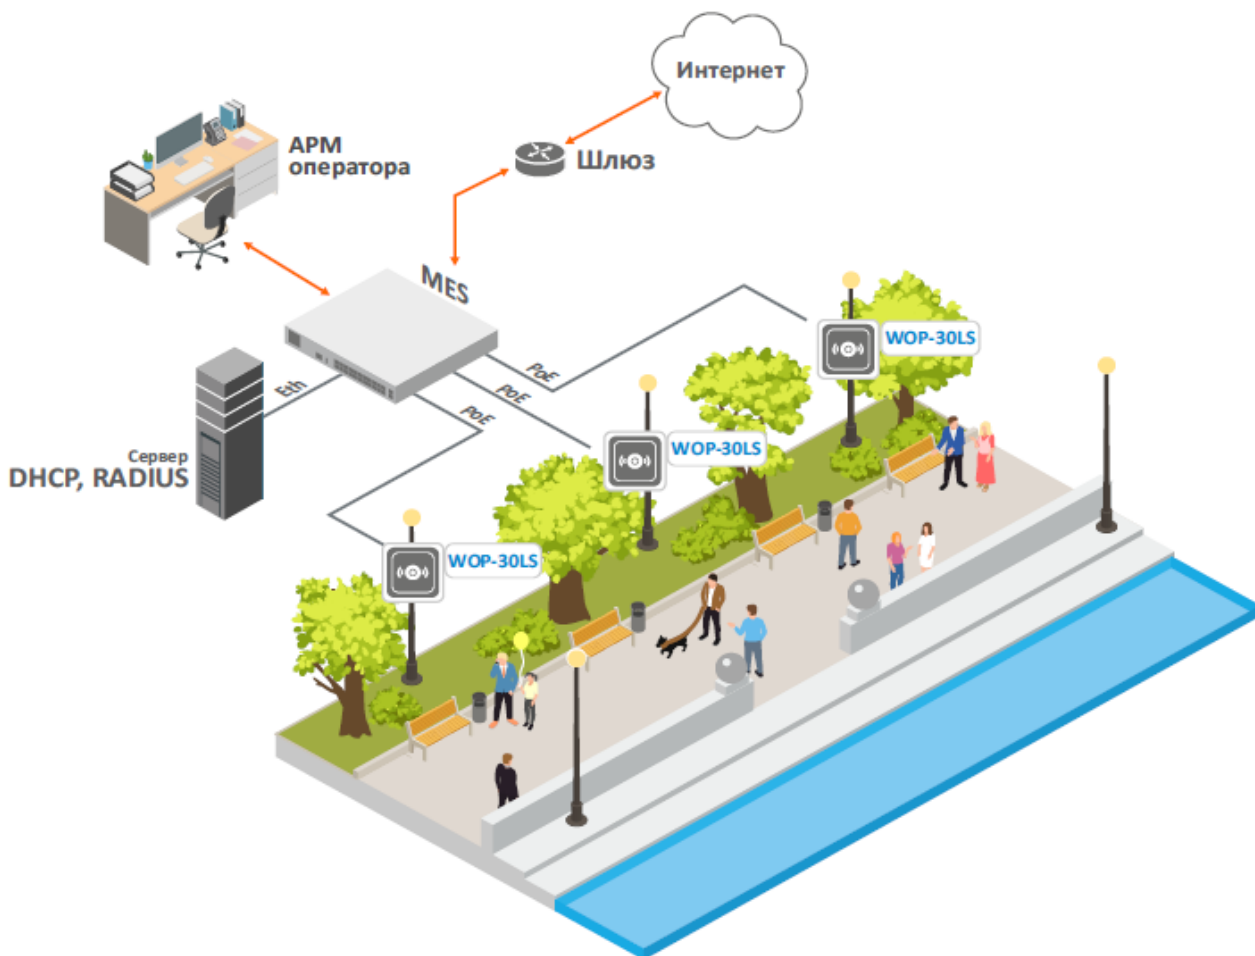 Интернет
АРМ
оператора
Шлюз
MES
WOP-30LS
PoE
Eth
PoE
PoE
WOP-30LS
Сервер
DHCP, RADIUS
WOP-30LS